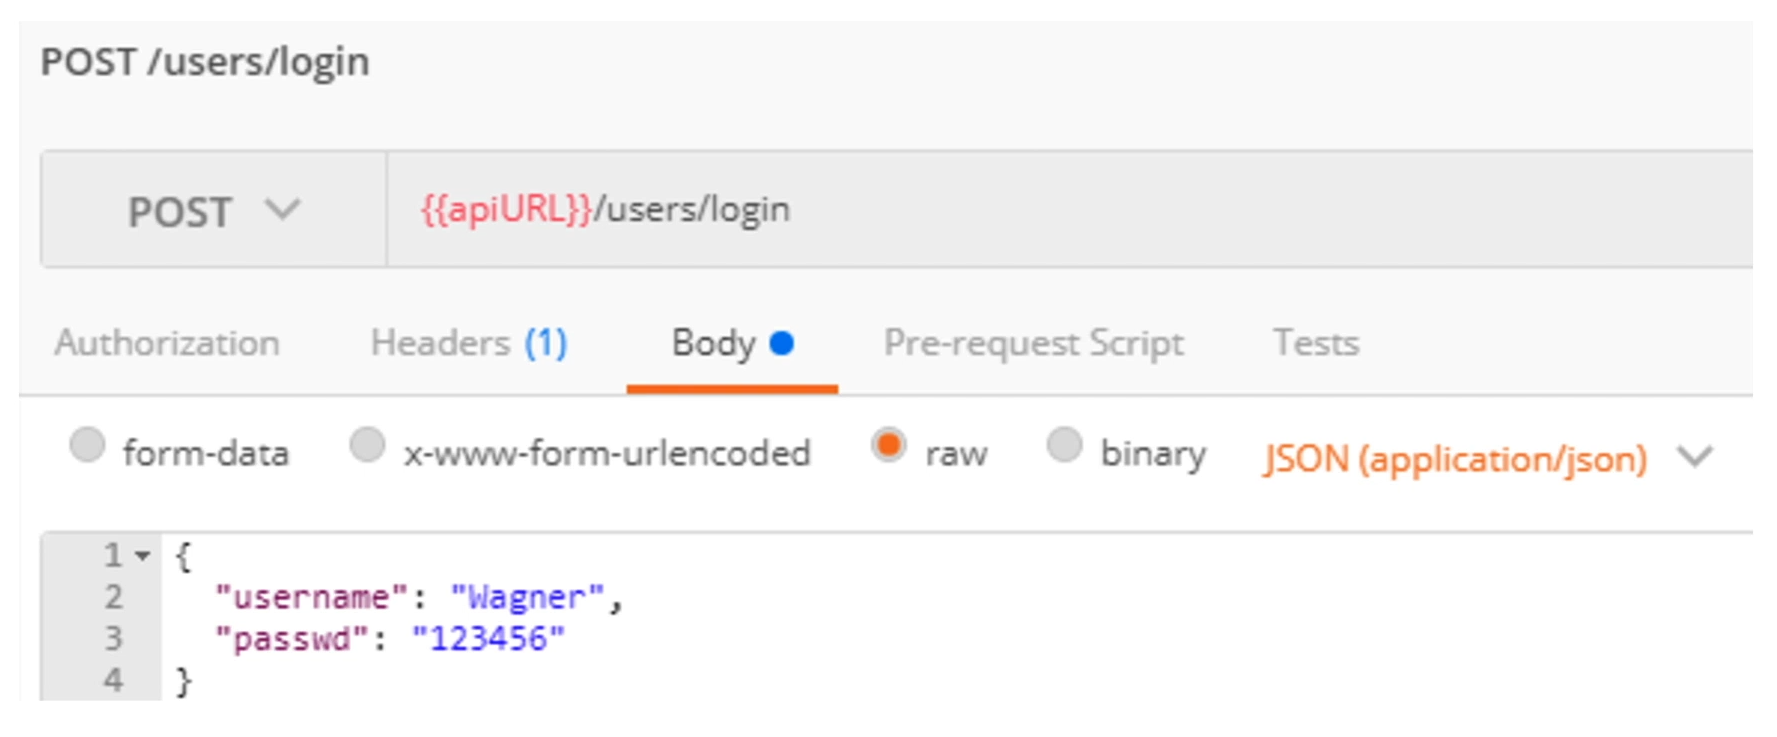 POST /users/login
POST {{apiURL}}/users/login
Authorization Headers (1) Body Pre-request Script Tests
form-data x-www-form-urlencoded raw binary JSON (application/json)
1 {
2 "username": "Wagner",
3 "passwd": "123456"
4 }